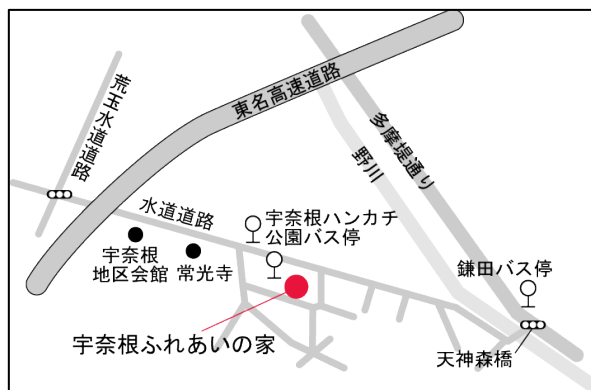 東名高速道路
荒玉水道道路
多摩堤通り
野川
水道道路
宇奈根ハンカチ
公園バス停
宇奈根
地区会館
常光寺
鎌田バス停
宇奈根ふれあいの家
天神森橋